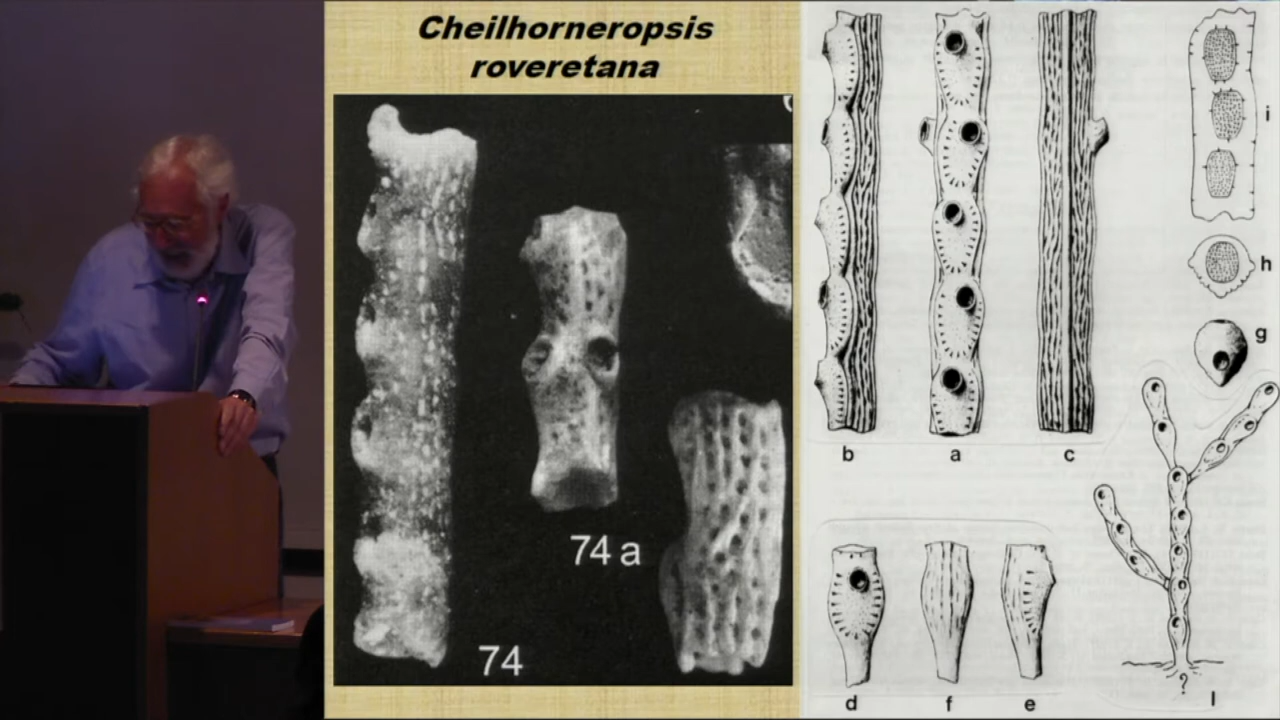 Cheilhorneropsis
roveretana
74
74 a
b
a
c
i
h
g
d
f
e
?
l